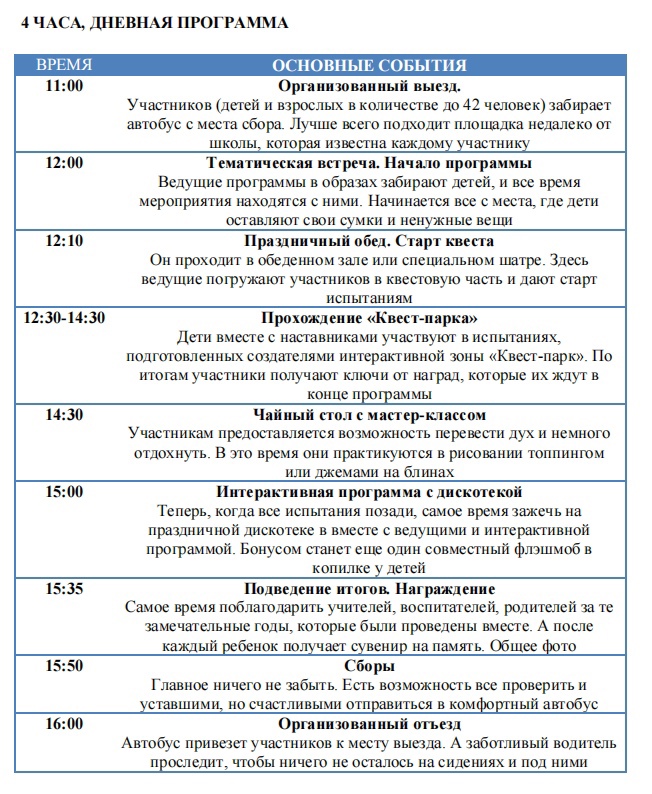 4 ЧАСА, ДНЕВНАЯ ПРОГРАММА
ВРЕМЯ ОСНОВНЫЕ СОБЫТИЯ
11:00 Организованный выезд.
Участников (детей и взрослых в количестве до 42 человек) забирает
автобус с места сбора. Лучше всего подходит площадка недалеко от
школы, которая известна каждому участнику
12:00 Тематическая встреча. Начало программы
Ведущие программы в образах забирают детей, и все время
мероприятия находятся с ними. Начинается все с места, где дети
оставляют свои сумки и ненужные вещи
12:10 Праздничный обед. Старт квеста
Он проходит в обеденном зале или специальном шатре. Здесь
ведущие погружают участников в квестовую часть и дают старт
испытаниям
12:30-14:30 Прохождение «Квест-парка»
Дети вместе с наставниками участвуют в испытаниях,
подготовленных создателями интерактивной зоны «Квест-парк». По
итогам участники получают ключи от наград, которые их ждут в
конце программы
14:30 Чайный стол с мастер-классом
Участникам предоставляется возможность перевести дух и немного
отдохнуть. В это время они практикуются в рисовании топпингом
или джемами на блинах
15:00 Интерактивная программа с дискотекой
Теперь, когда все испытания позади, самое время зажечь на
праздничной дискотеке в вместе с ведущими и интерактивной
программой. Бонусом станет еще один совместный флэшмоб в
копилке у детей
15:35 Подведение итогов. Награждение
Самое время поблагодарить учителей, воспитателей, родителей за те
замечательные годы, которые были проведены вместе. А после
каждый ребенок получает сувенир на память. Общее фото
15:50 Сборы
Главное ничего не забыть. Есть возможность все проверить и
уставшими, но счастливыми отправиться в комфортный автобус
16:00 Организованный отъезд
Автобус привезет участников к месту выезда. А заботливый водитель
проследит, чтобы ничего не осталось на сидениях и под ними